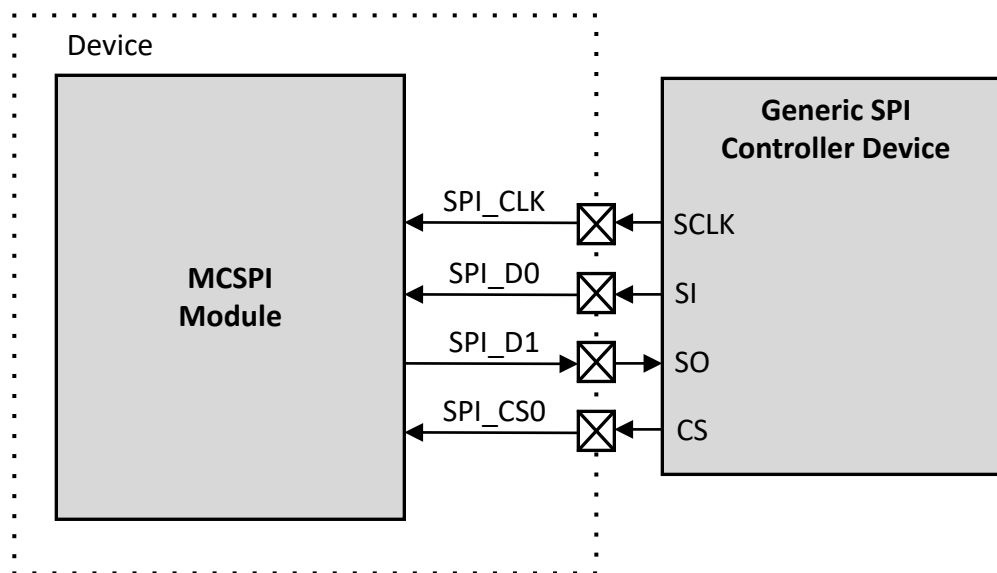 Device
Generic SPI
Controller Device
SPI_CLK
SCLK
MCSPI
Module
SPI_D0
SI
SPI_D1
SO
SPI_CS0
CS